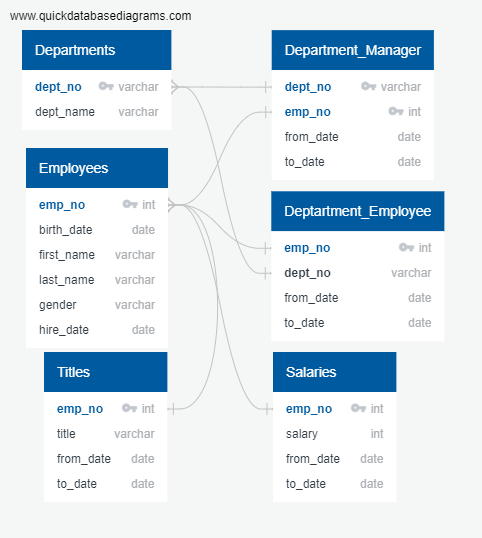 www.quickdatabasediagrams.com
Departments
dept_no varchar
dept_name varchar
Department_Manager
dept_no varchar
emp_no int
from_date date
to_date date
Employees
emp_no int
birth_date date
first_name varchar
last_name varchar
gender varchar
hire_date date
Deptartment_Employee
emp_no int
dept_no varchar
from_date date
to_date date
Titles
emp_no int
title varchar
from_date date
to_date date
Salaries
emp_no int
salary int
from_date date
to_date date